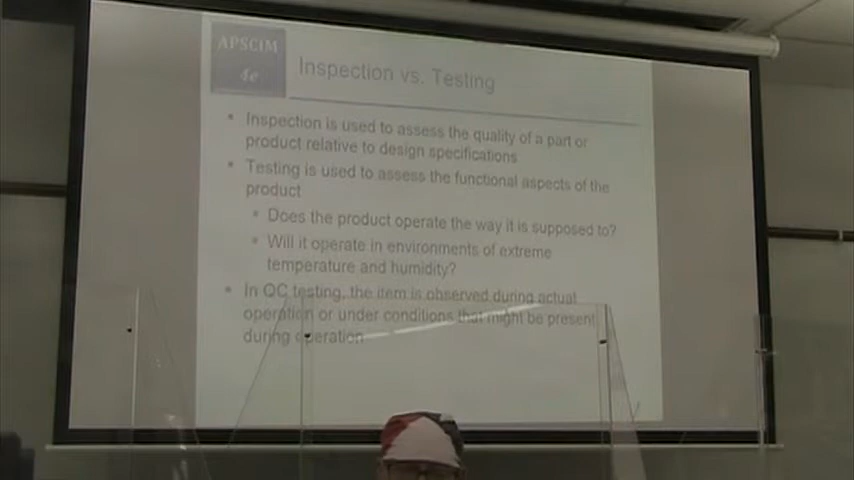 APSCIM
4e
Inspection vs. Testing
• Inspection is used to assess the quality of a part or
product relative to design specifications
• Testing is used to assess the functional aspects of the
product
• Does the product operate the way it is supposed to?
• Will it operate in environments of extreme
temperature and humidity?
• In QC testing, the item is observed during actual
operation or under conditions that might be present
during operation